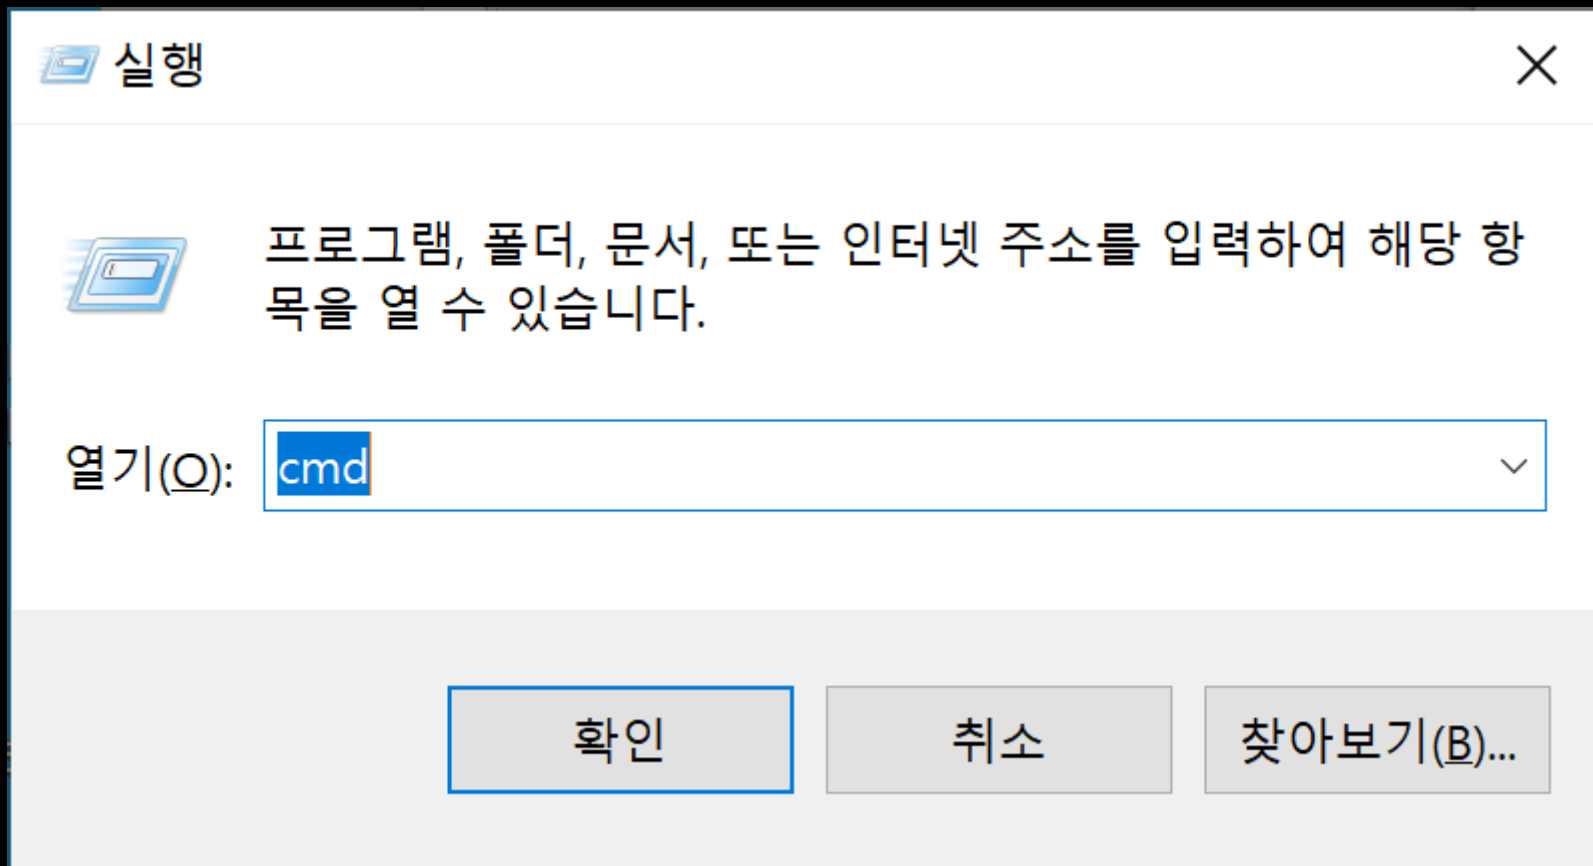 실행
프로그램, 폴더, 문서, 또는 인터넷 주소를 입력하여 해당 항
목을 열 수 있습니다.
열기(O): cmd
확인 취소 찾아보기(B)...